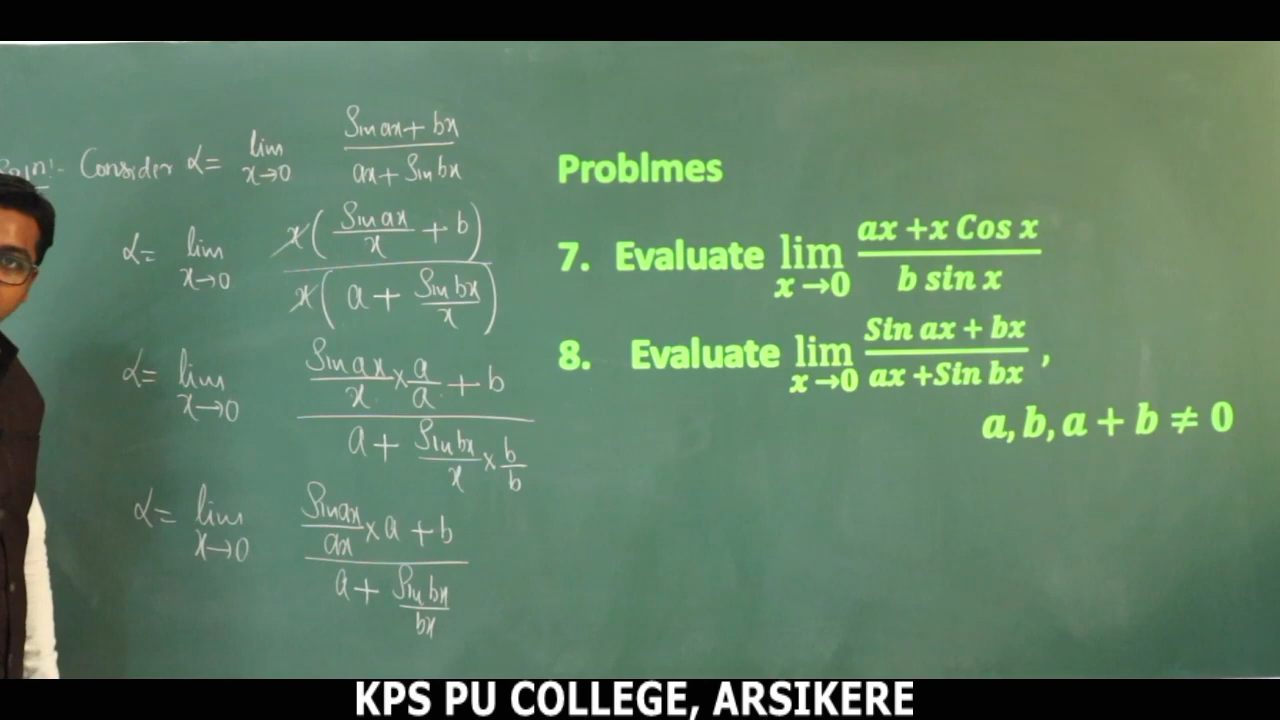 Soln:- Consider α = lim x→0 (Sin ax + bx)/(ax + Sin bx)
α = lim x→0 x(Sin ax/x + b)/x(a + Sin bx/x)
α = lim x→0 (Sin ax/x × a/a + b)/(a + Sin bx/x × b/b)
α = lim x→0 (Sin ax/ax × a + b)/(a + Sin bx/bx)
Problmes
7. Evaluate lim x→0 (ax +x Cos x)/(b sin x)
8. Evaluate lim x→0 (Sin ax + bx)/(ax +Sin bx) ,
a, b, a + b ≠ 0
KPS PU COLLEGE, ARSIKERE